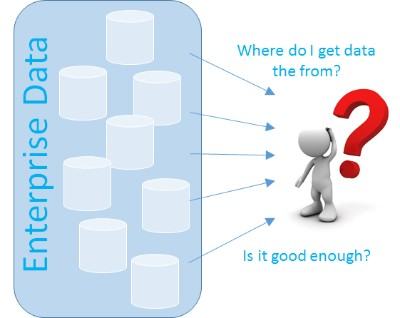 Enterprise Data
Where do I get data
the from?
Is it good enough?